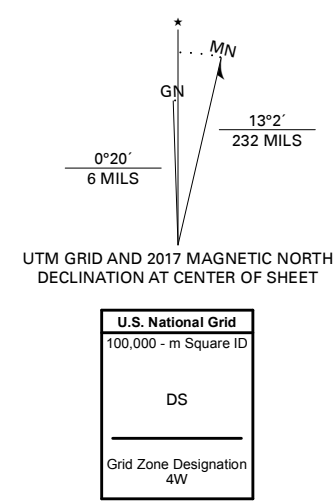 ★
MN
GN
13°2´
232 MILS
0°20´
6 MILS
UTM GRID AND 2017 MAGNETIC NORTH
DECLINATION AT CENTER OF SHEET
U.S. National Grid
100,000 - m Square ID
DS
Grid Zone Designation
4W